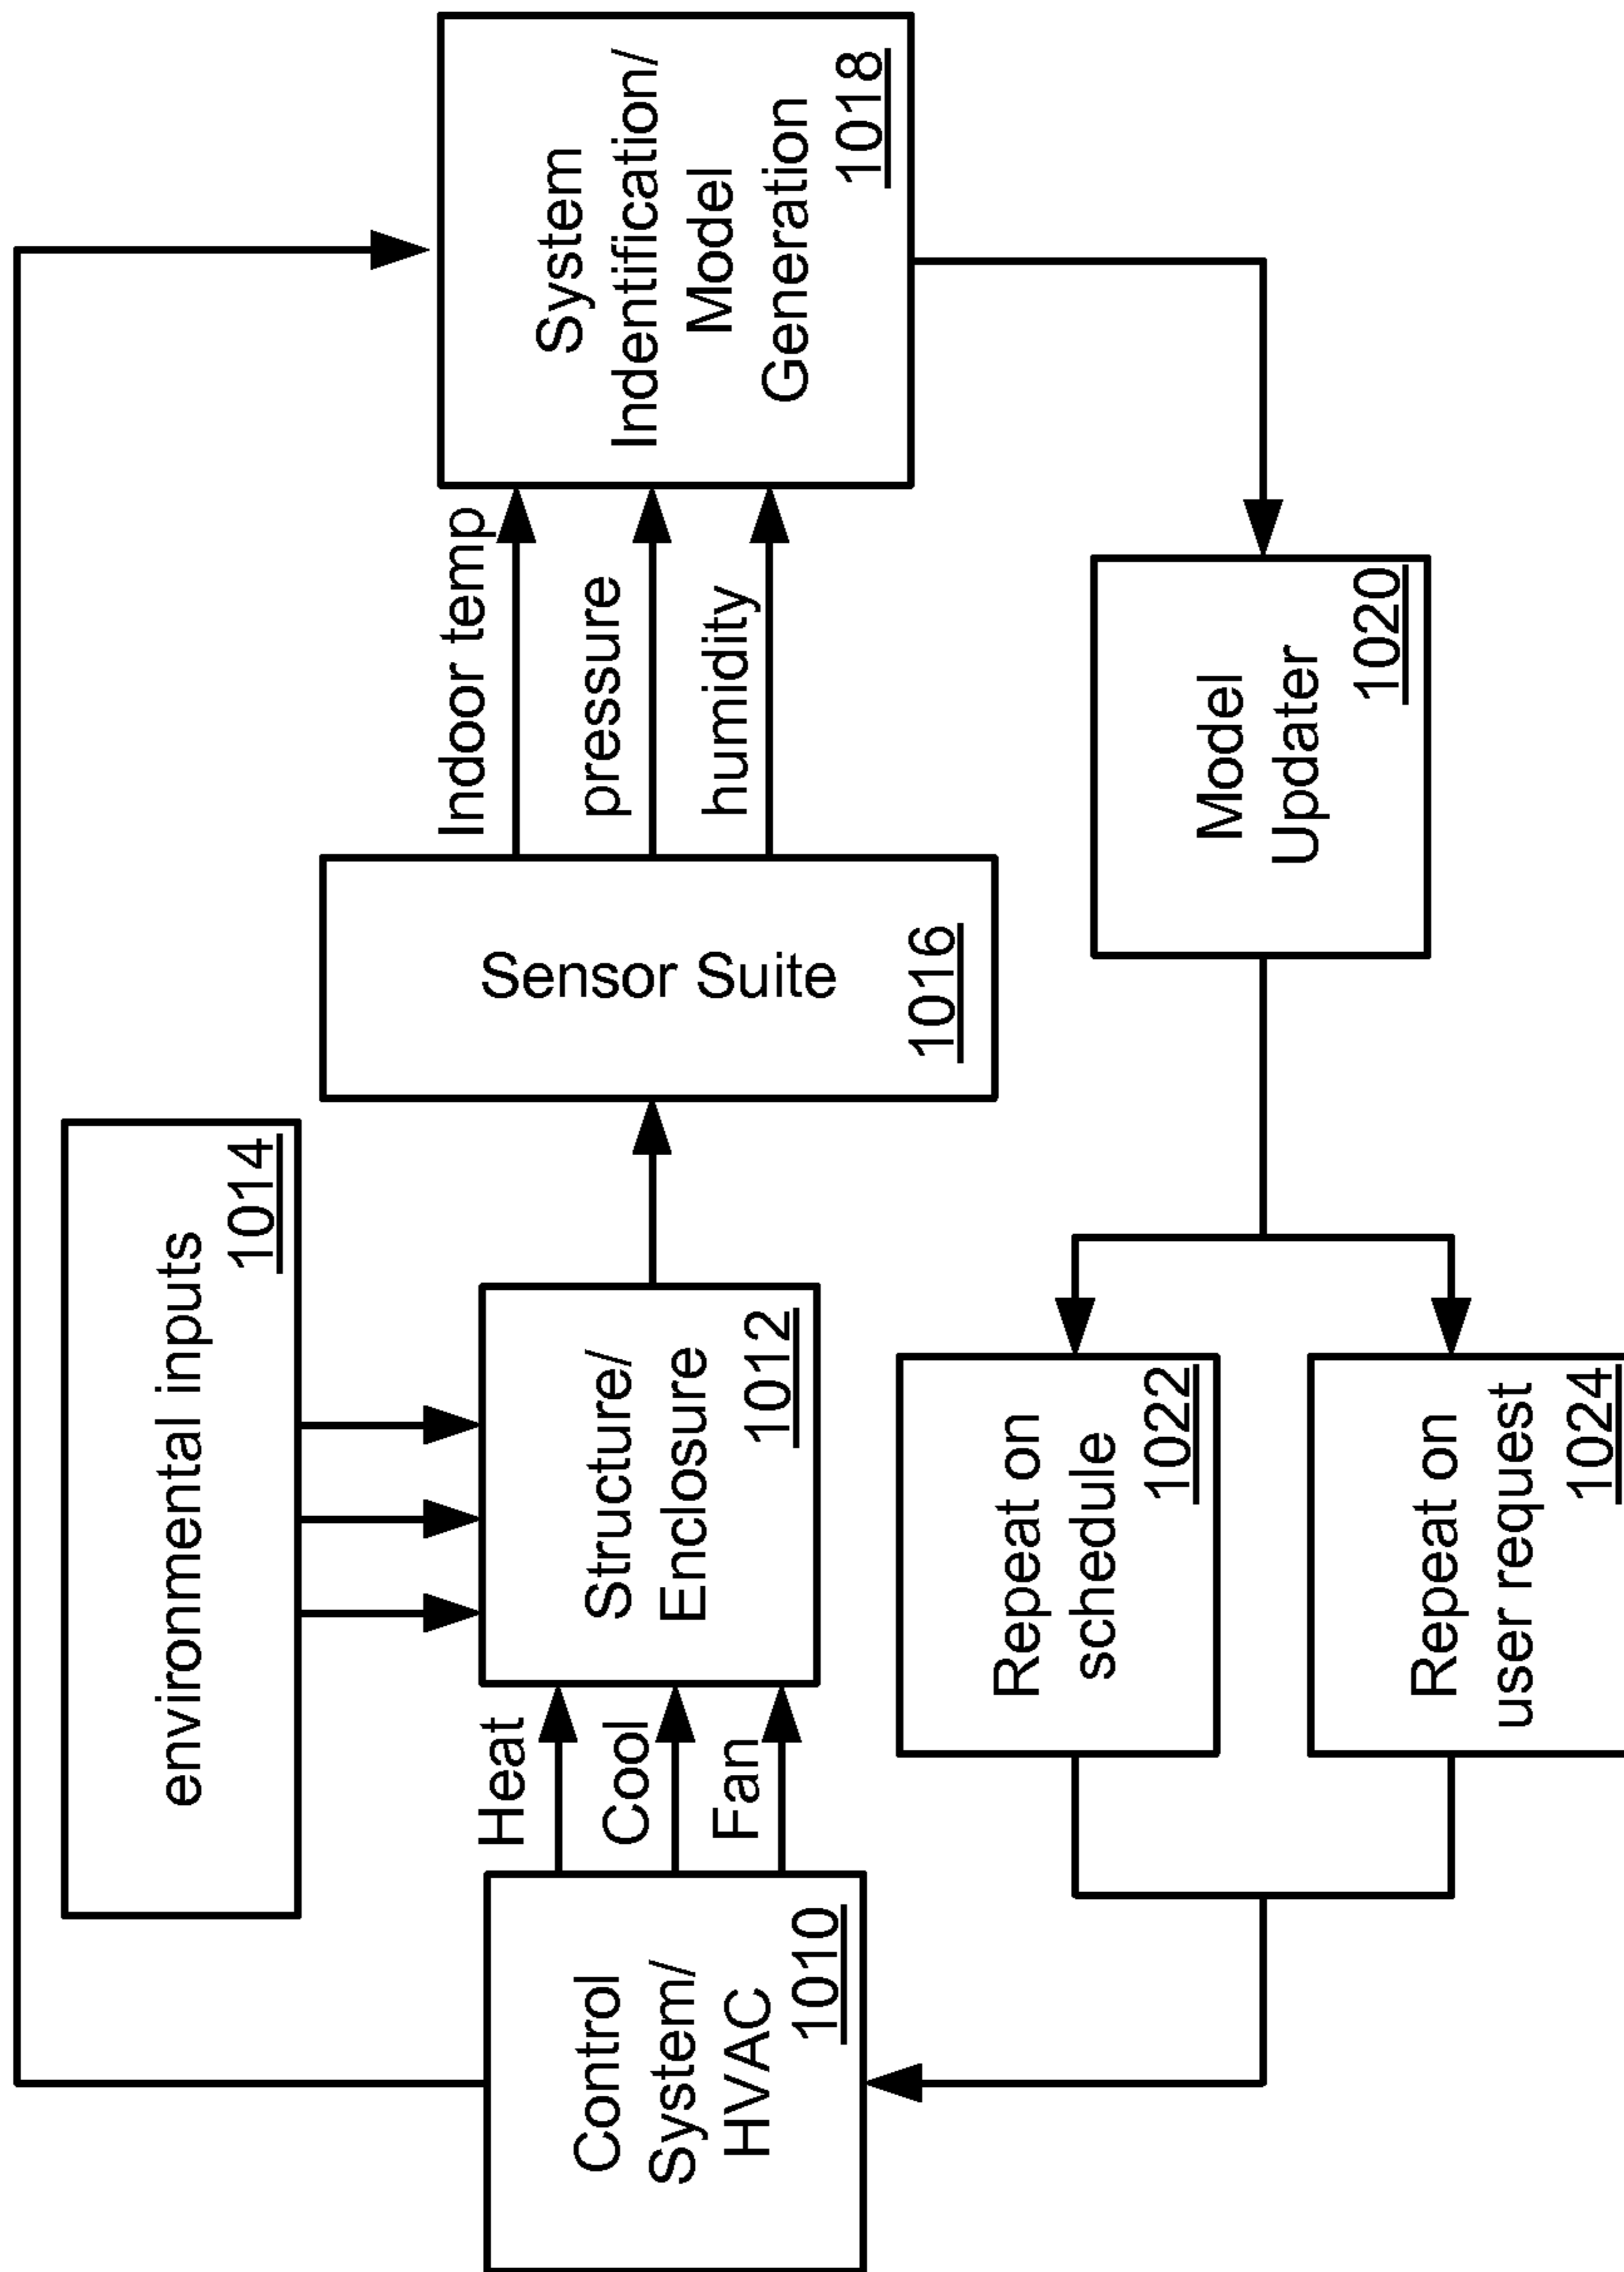 environmental inputs
1014
Control
System/
HVAC
1010
Heat
Cool
Fan
Structure/
Enclosure
1012
Sensor Suite
1016
Indoor temp
pressure
humidity
System
Indentification/
Model
Generation
1018
Repeat on
schedule
1022
Repeat on
user request
1024
Model
Updater
1020